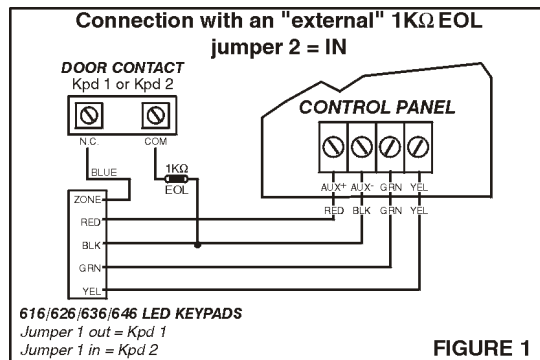 Connection with an "external" 1KΩ EOL
jumper 2 = IN
DOOR CONTACT
Kpd 1 or Kpd 2
N.C. COM
CONTROL PANEL
1KΩ
EOL
BLUE
AUX+ AUX- GRN YEL
RED BLK GRN YEL
ZONE
RED
BLK
GRN
YEL
616/626/636/646 LED KEYPADS
Jumper 1 out = Kpd 1
Jumper 1 in = Kpd 2
FIGURE 1